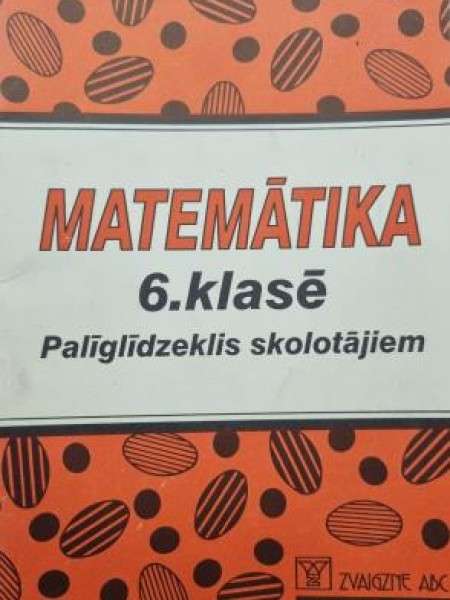 MATEMĀTIKA
6.klasē
Palīglīdzeklis skolotājiem
ZVAIGZNE ABC